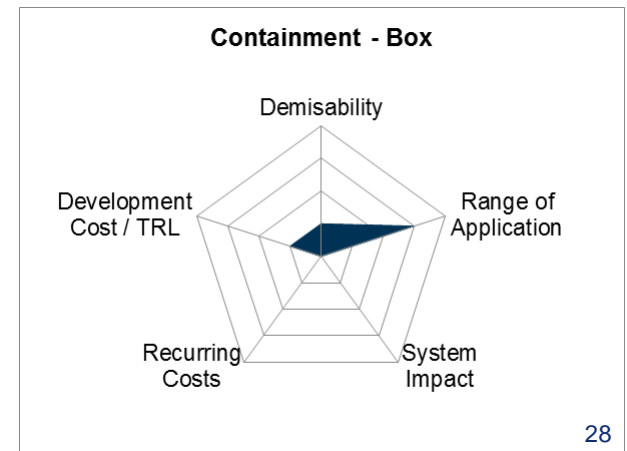 Containment - Box
Demisability
Development
Cost / TRL
Range of
Application
Recurring
Costs
System
Impact
28